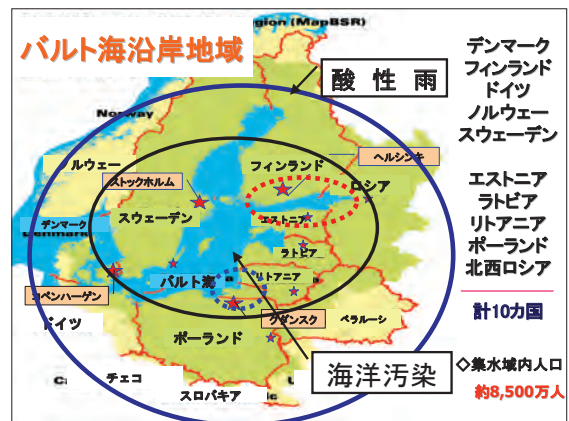 egion (MapBSR)
バルト海沿岸地域
酸 性 雨
Norway
ルウェー
フィンランド
ヘルシンキ
ストックホルム
ロシア
スウェーデン
エストニア
デンマーク
Denmark
ラトビア
バルト海
リトアニア
コペンハーゲン
グダンスク
ドイツ
ポーランド
ベラルーシ
海洋汚染
チェコ
スロバキア
デンマーク
フィンランド
ドイツ
ノルウェー
スウェーデン
エストニア
ラトビア
リトアニア
ポーランド
北西ロシア
計10カ国
◇集水域内人口
約8,500万人